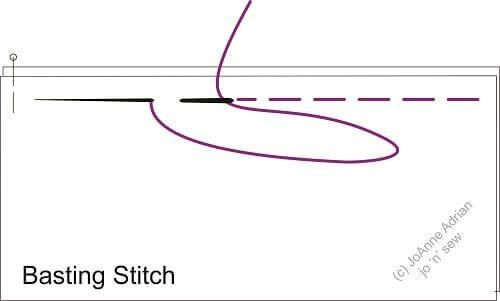 Basting Stitch
(c) JoAnne Adrian
jo 'n' sew